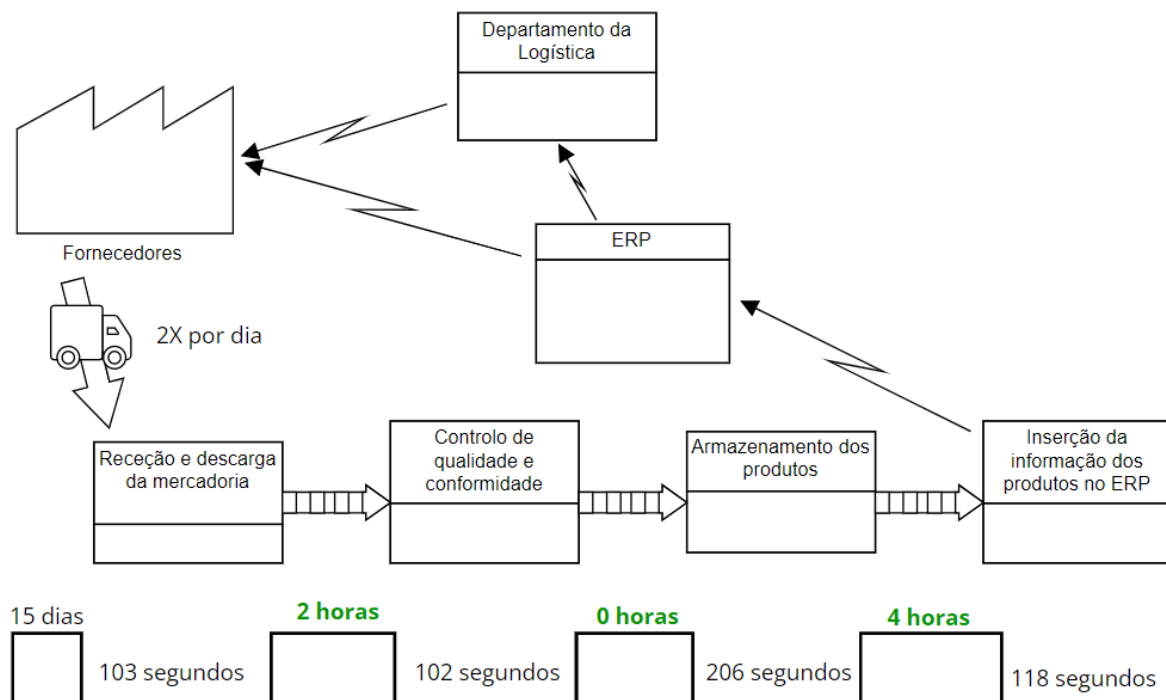 Departamento da
Logística
Fornecedores
ERP
2X por dia
Receção e descarga
da mercadoria
Controlo de
qualidade e
conformidade
Armazenamento dos
produtos
Inserção da
informação dos
produtos no ERP
15 dias
103 segundos
2 horas
102 segundos
0 horas
206 segundos
4 horas
118 segundos